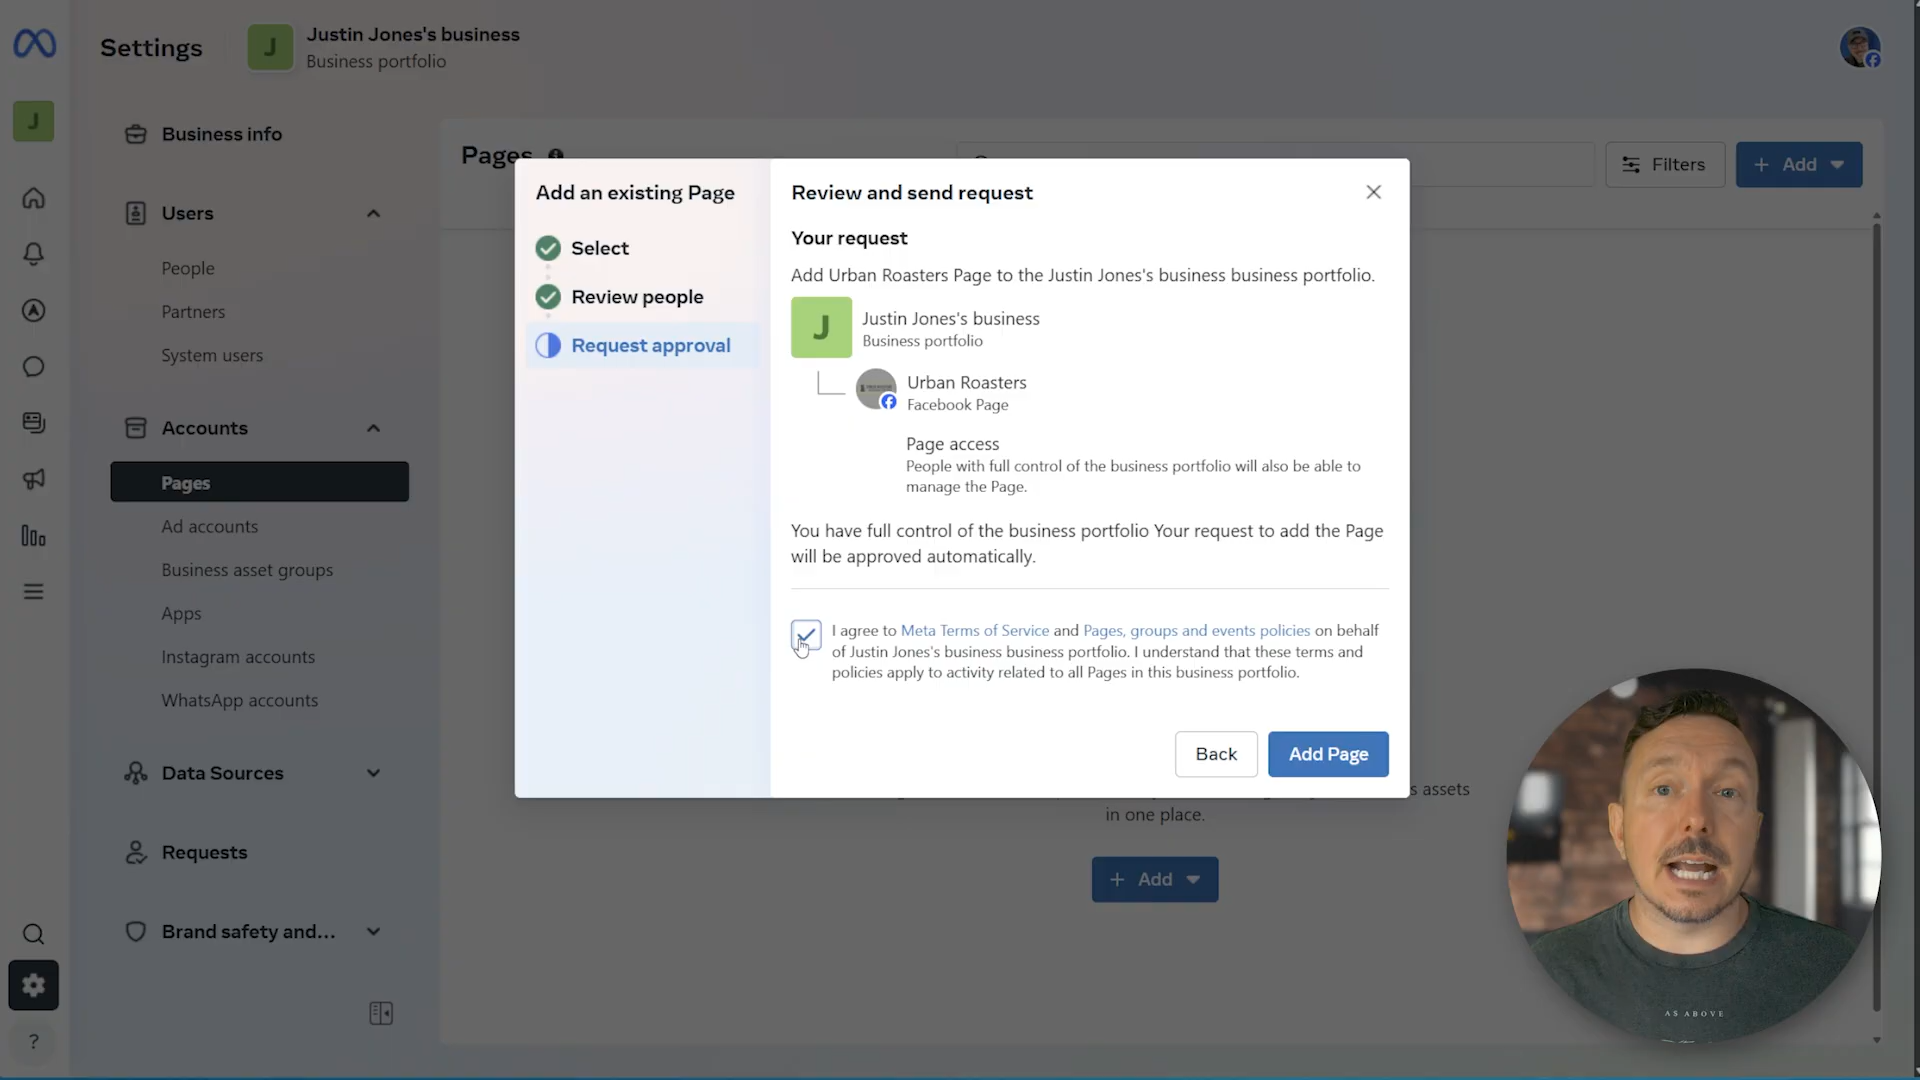 Settings
J
Justin Jones's business
Business portfolio
J
Business info
Users
People
Partners
System users
Accounts
Pages
Ad accounts
Business asset groups
Apps
Instagram accounts
WhatsApp accounts
Data Sources
Requests
Brand safety and...
?
Pages
Filters
+ Add
Add an existing Page
Select
Review people
Request approval
Review and send request
Your request
Add Urban Roasters Page to the Justin Jones's business business portfolio.
J
Justin Jones's business
Business portfolio
Urban Roasters
Facebook Page
Page access
People with full control of the business portfolio will also be able to
manage the Page.
You have full control of the business portfolio Your request to add the Page
will be approved automatically.
I agree to Meta Terms of Service and Pages, groups and events policies on behalf
of Justin Jones's business business portfolio. I understand that these terms and
policies apply to activity related to all Pages in this business portfolio.
Back
Add Page
s assets
in one place.
+ Add
AS ABOVE